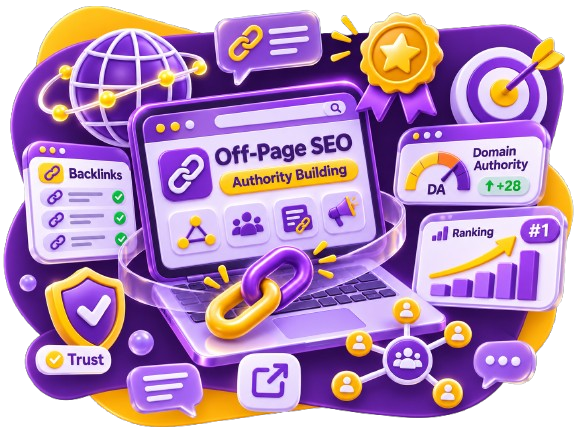 Off-Page SEO
Authority Building
Backlinks
Domain
Authority
DA
+28
Ranking
#1
Trust